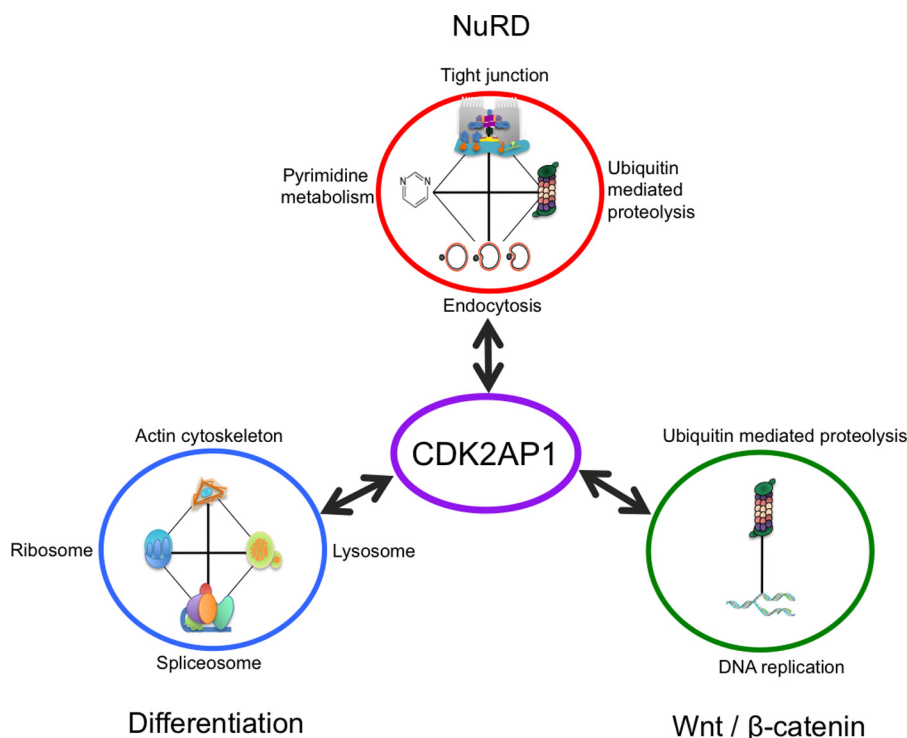 NuRD
Tight junction
Pyrimidine
metabolism
N
N
Ubiquitin
mediated
proteolysis
Endocytosis
CDK2AP1
Actin cytoskeleton
Ribosome
Lysosome
Spliceosome
Differentiation
Ubiquitin mediated proteolysis
DNA replication
Wnt / β-catenin